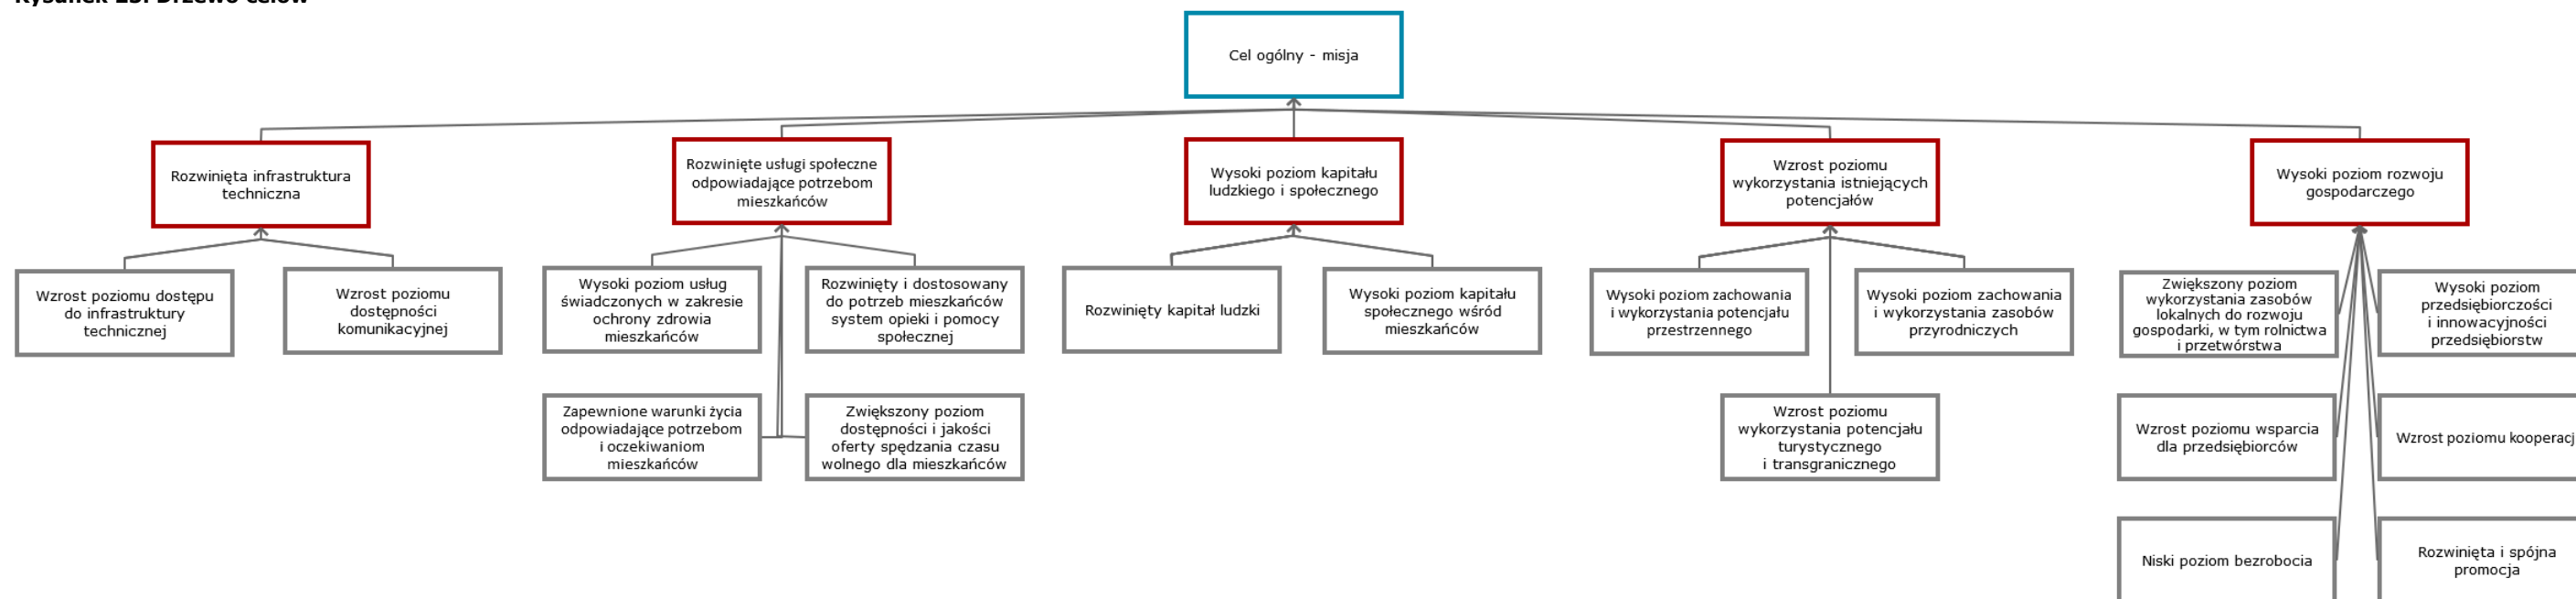 Cel ogólny - misja
Rozwinięta infrastruktura
techniczna
Rozwinięte usługi społeczne
odpowiadające potrzebom
mieszkańców
Wysoki poziom kapitału
ludzkiego i społecznego
Wzrost poziomu
wykorzystania istniejących
potencjałów
Wysoki poziom rozwoju
gospodarczego
Wzrost poziomu dostępu
do infrastruktury
technicznej
Wzrost poziomu
dostępności
komunikacyjnej
Wysoki poziom usług
świadczonych w zakresie
ochrony zdrowia
mieszkańców
Rozwinięty i dostosowany
do potrzeb mieszkańców
system opieki i pomocy
społecznej
Rozwinięty kapitał ludzki
Wysoki poziom kapitału
społecznego wśród
mieszkańców
Wysoki poziom zachowania
i wykorzystania potencjału
przestrzennego
Wysoki poziom zachowania
i wykorzystania zasobów
przyrodniczych
Zwiększony poziom
wykorzystania zasobów
lokalnych do rozwoju
gospodarki, w tym rolnictwa
i przetwórstwa
Wysoki poziom
przedsiębiorczości
i innowacyjności
przedsiębiorstw
Zapewnione warunki życia
odpowiadające potrzebom
i oczekiwaniom
mieszkańców
Zwiększony poziom
dostępności i jakości
oferty spędzania czasu
wolnego dla mieszkańców
Wzrost poziomu
wykorzystania potencjału
turystycznego
i transgranicznego
Wzrost poziomu wsparcia
dla przedsiębiorców
Wzrost poziomu kooperacj
Niski poziom bezrobocia
Rozwinięta i spójna
promocja